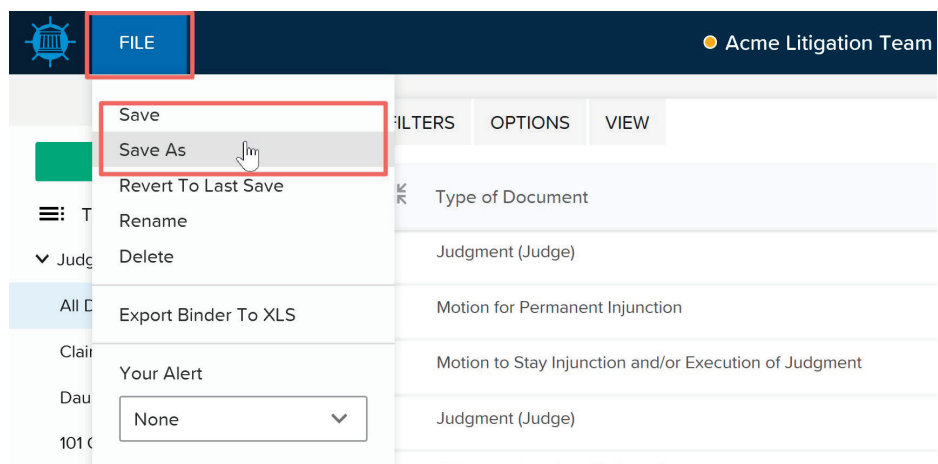 FILE
Acme Litigation Team
Save
Save As
Revert To Last Save
Rename
Delete
Export Binder To XLS
Your Alert
None
OPTIONS
VIEW
Type of Document
Judgment (Judge)
Motion for Permanent Injunction
Motion to Stay Injunction and/or Execution of Judgment
Judgment (Judge)
All
101